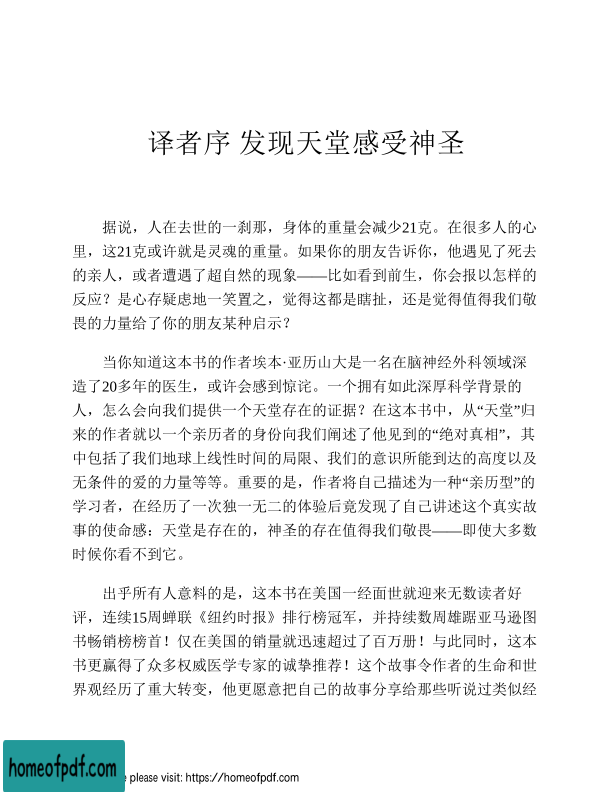 译者序 发现天堂感受神圣
据说，人在去世的一刹那，身体的重量会减少21克。在很多人的心
里，这21克或许就是灵魂的重量。如果你的朋友告诉你，他遇见了死去
的亲人，或者遭遇了超自然的现象——比如看到前生，你会报以怎样的
反应？是心存疑虑地一笑置之，觉得这都是瞎扯，还是觉得值得我们敬
畏的力量给了你的朋友某种启示？
当你知道这本书的作者埃本·亚历山大是一名在脑神经外科领域深
造了20多年的医生，或许会感到惊诧。一个拥有如此深厚科学背景的
人，怎么会向我们提供一个天堂存在的证据？在这本书中，从“天堂”归
来的作者就以一个亲历者的身份向我们阐述了他见到的“绝对真相”，其
中包括了我们地球上线性时间的局限、我们的意识所能到达的高度以及
无条件的爱的力量等等。重要的是，作者将自己描述为一种“亲历型”的
学习者，在经历了一次独一无二的体验后竟发现了自己讲述这个真实故
事的使命感：天堂是存在的，神圣的存在值得我们敬畏——即使大多数
时候你看不到它。
出乎所有人意料的是，这本书在美国一经面世就迎来无数读者好
评，连续15周蝉联《纽约时报》排行榜冠军，并持续数周雄踞亚马逊图
书畅销榜榜首！仅在美国的销量就迅速超过了百万册！与此同时，这本
书更赢得了众多权威医学专家的诚挚推荐！这个故事令作者的生命和世
界观经历了重大转变，他更愿意把自己的故事分享给那些听说过类似经
homeofpdf.com
e please visit: https://homeofpdf.com